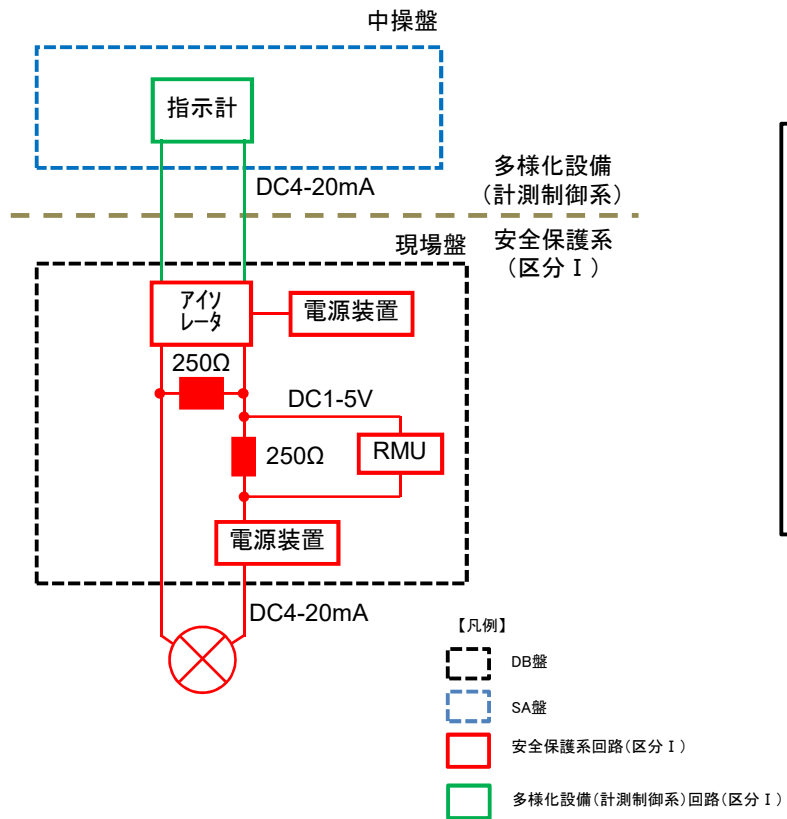 中操盤
指示計
DC4-20mA
多様化設備
(計測制御系)
安全保護系
(区分Ⅰ)
現場盤
アイソ
レータ
電源装置
250Ω
DC1-5V
250Ω
RMU
電源装置
DC4-20mA
【凡例】
DB盤
SA盤
安全保護系回路(区分Ⅰ)
多様化設備(計測制御系)回路(区分Ⅰ)